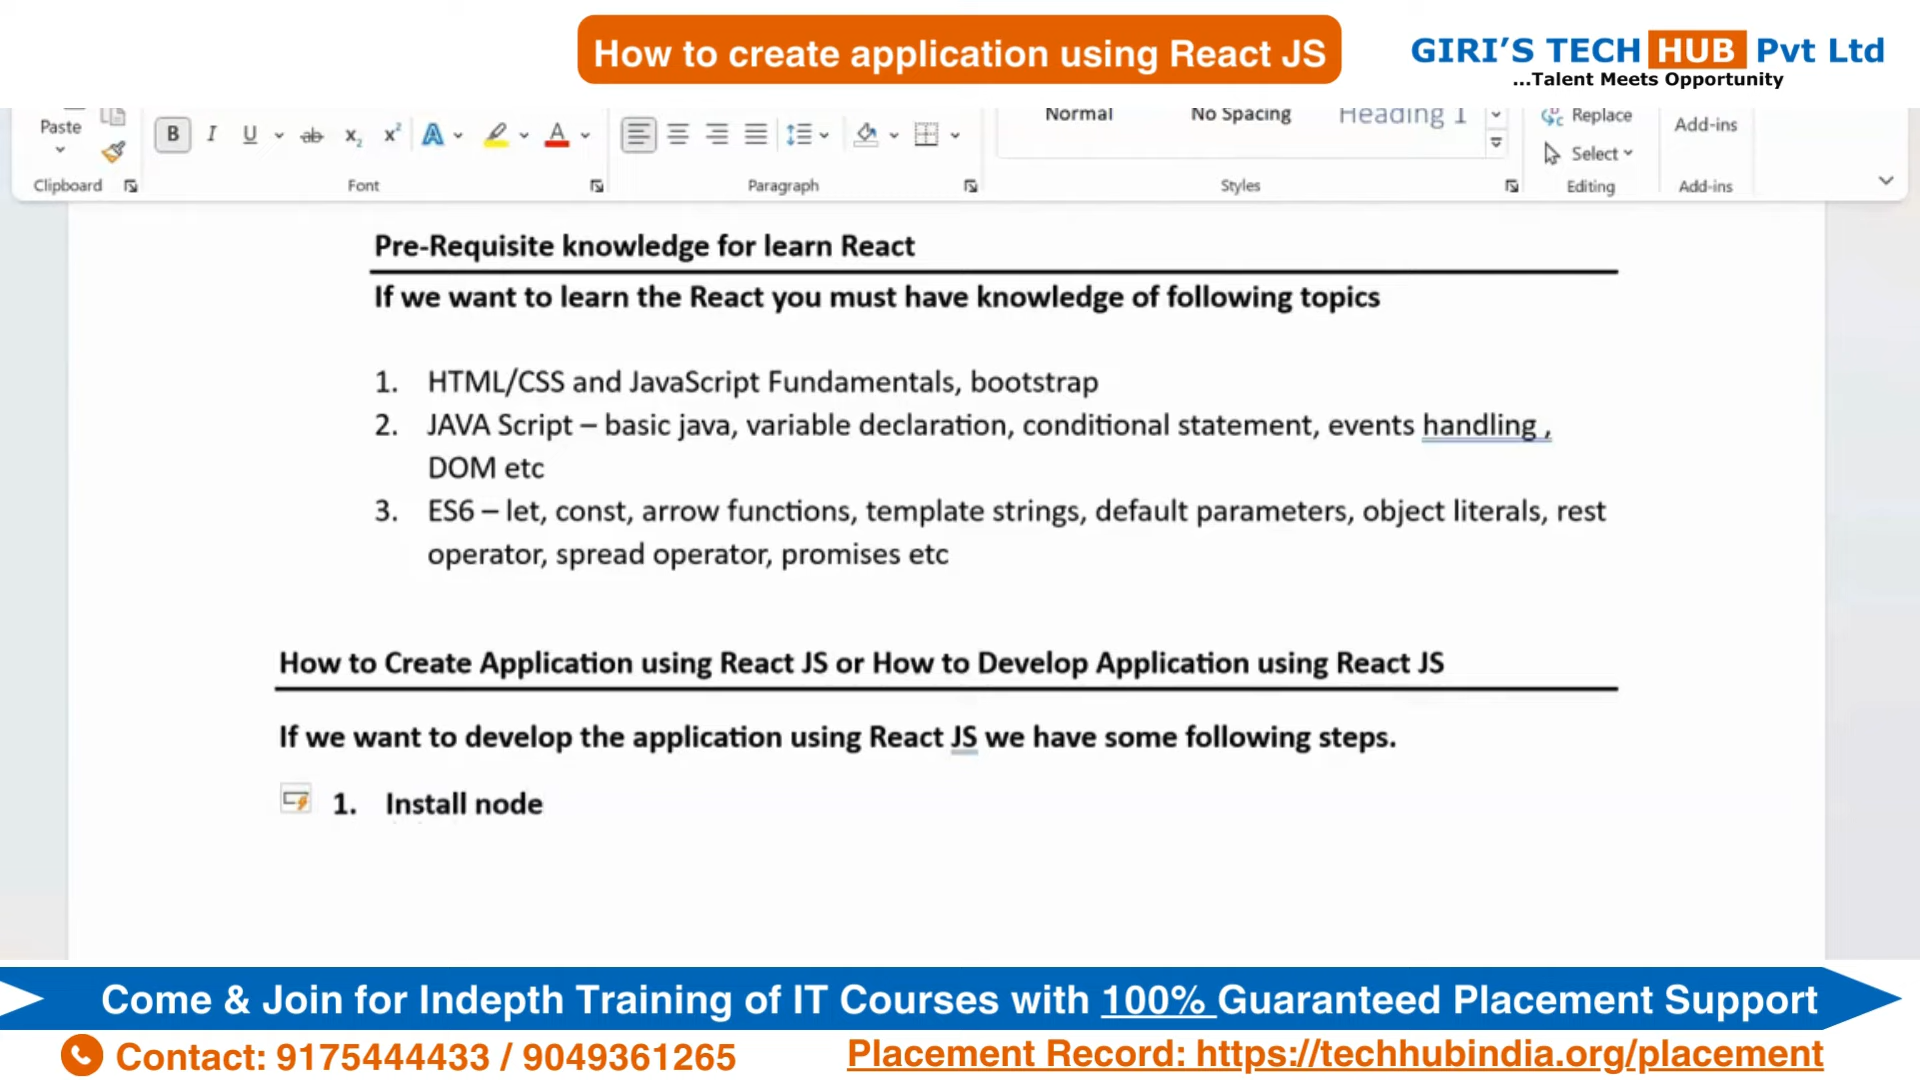 How to create application using React JS
GIRI'S TECH HUB Pvt Ltd
...Talent Meets Opportunity
Paste
B I U ab x₂ x² A A
Normal No Spacing Heading 1
Replace
Select
Add-ins
Clipboard Font Paragraph Styles Editing Add-ins
Pre-Requisite knowledge for learn React
If we want to learn the React you must have knowledge of following topics
1. HTML/CSS and JavaScript Fundamentals, bootstrap
2. JAVA Script – basic java, variable declaration, conditional statement, events handling ,
DOM etc
3. ES6 – let, const, arrow functions, template strings, default parameters, object literals, rest
operator, spread operator, promises etc
How to Create Application using React JS or How to Develop Application using React JS
If we want to develop the application using React JS we have some following steps.
1. Install node
Come & Join for Indepth Training of IT Courses with 100% Guaranteed Placement Support
Contact: 9175444433 / 9049361265
Placement Record: https://techhubindia.org/placement